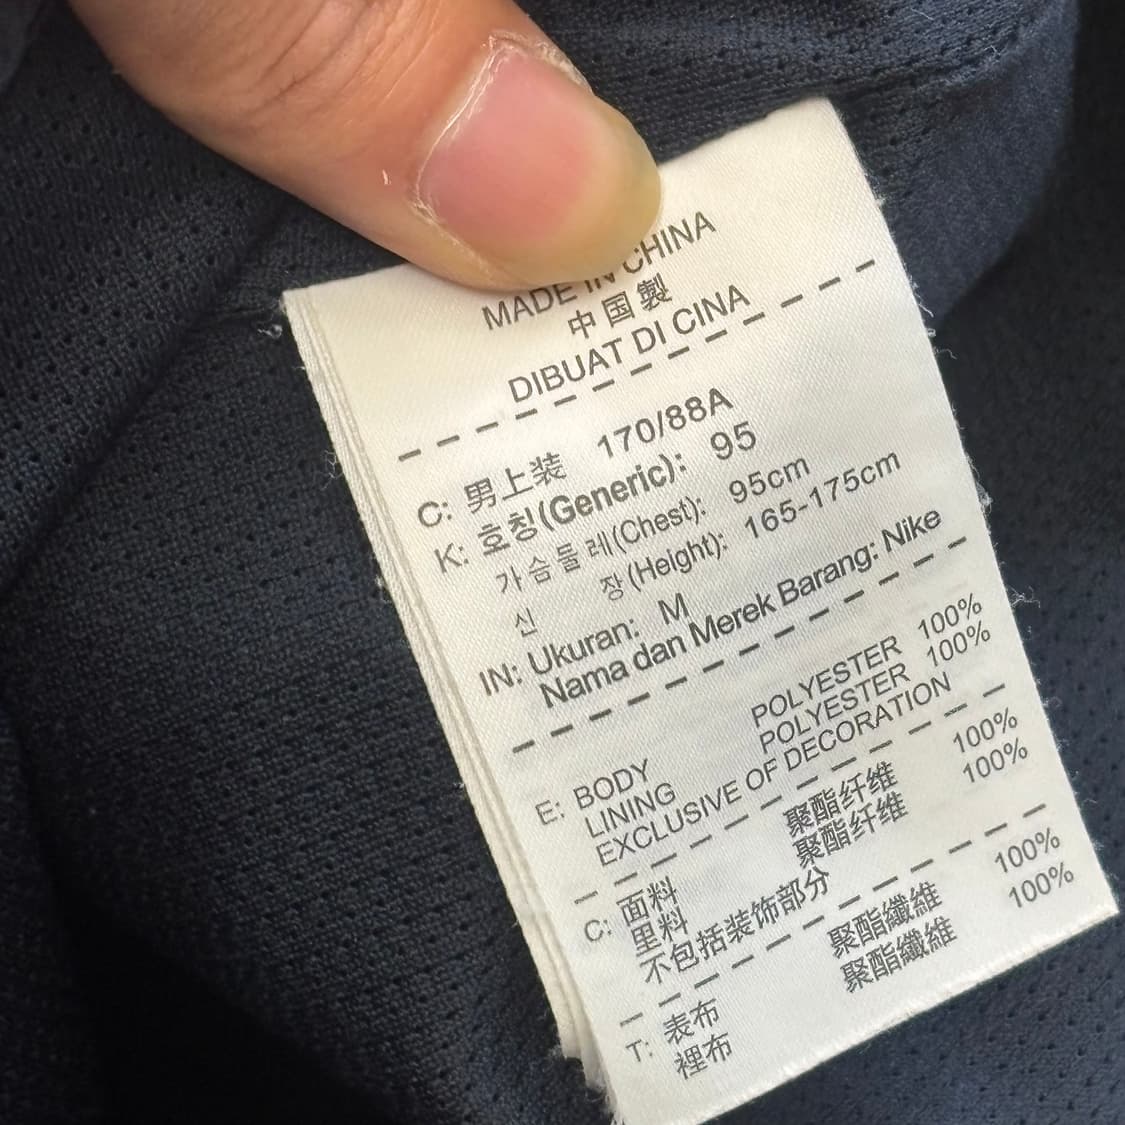 MADE IN CHINA
中国製
DIBUAT DI CINA
C: 男上装 170/88A
K: 호칭(Generic): 95
가슴둘레(Chest): 95cm
신 장(Height): 165-175cm
IN: Ukuran: M
Nama dan Merek Barang: Nike
E: BODY POLYESTER 100%
LINING POLYESTER 100%
EXCLUSIVE OF DECORATION
C: 面料 聚酯纤维 100%
里料 聚酯纤维 100%
不包括装饰部分
T: 表布 聚酯纖維 100%
裡布 聚酯纖維 100%